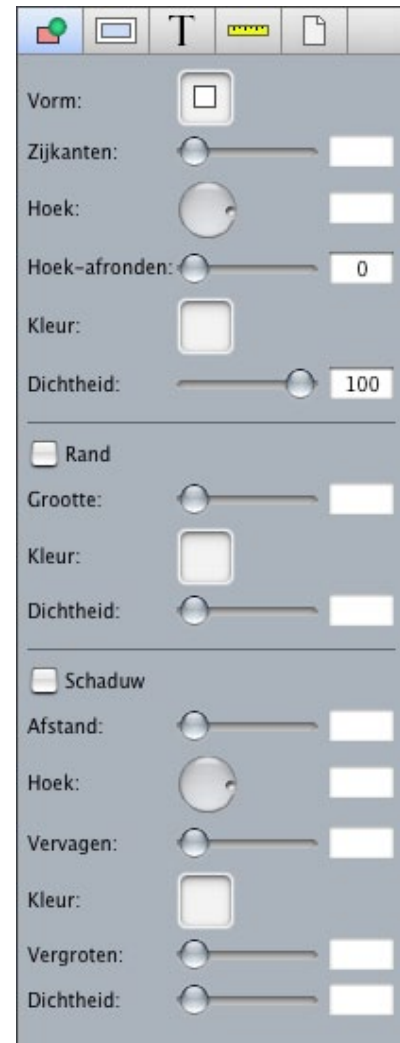 T
Vorm:
Zijkanten:
Hoek:
Hoek-afronden: 0
Kleur:
Dichtheid: 100
Rand
Grootte:
Kleur:
Dichtheid:
Schaduw
Afstand:
Hoek:
Vervagen:
Kleur:
Vergroten:
Dichtheid: